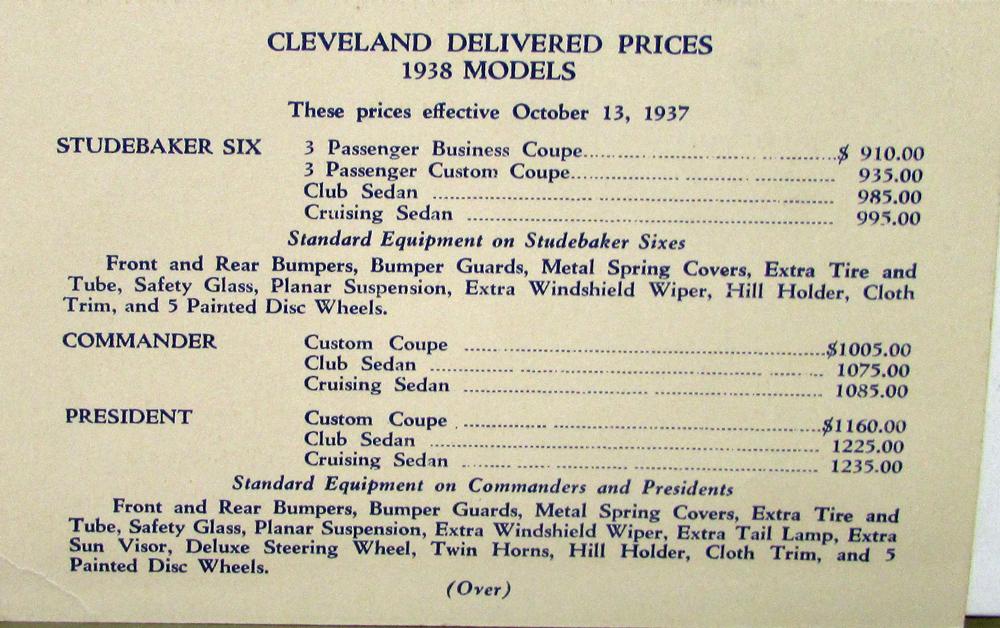 CLEVELAND DELIVERED PRICES
1938 MODELS
These prices effective October 13, 1937
STUDEBAKER SIX 3 Passenger Business Coupe $ 910.00
3 Passenger Custom Coupe 935.00
Club Sedan 985.00
Cruising Sedan 995.00
Standard Equipment on Studebaker Sixes
Front and Rear Bumpers, Bumper Guards, Metal Spring Covers, Extra Tire and
Tube, Safety Glass, Planar Suspension, Extra Windshield Wiper, Hill Holder, Cloth
Trim, and 5 Painted Disc Wheels.
COMMANDER Custom Coupe $1005.00
Club Sedan 1075.00
Cruising Sedan 1085.00
PRESIDENT Custom Coupe $1160.00
Club Sedan 1225.00
Cruising Sedan 1235.00
Standard Equipment on Commanders and Presidents
Front and Rear Bumpers, Bumper Guards, Metal Spring Covers, Extra Tire and
Tube, Safety Glass, Planar Suspension, Extra Windshield Wiper, Extra Tail Lamp, Extra
Sun Visor, Deluxe Steering Wheel, Twin Horns, Hill Holder, Cloth Trim, and 5
Painted Disc Wheels.
(Over)